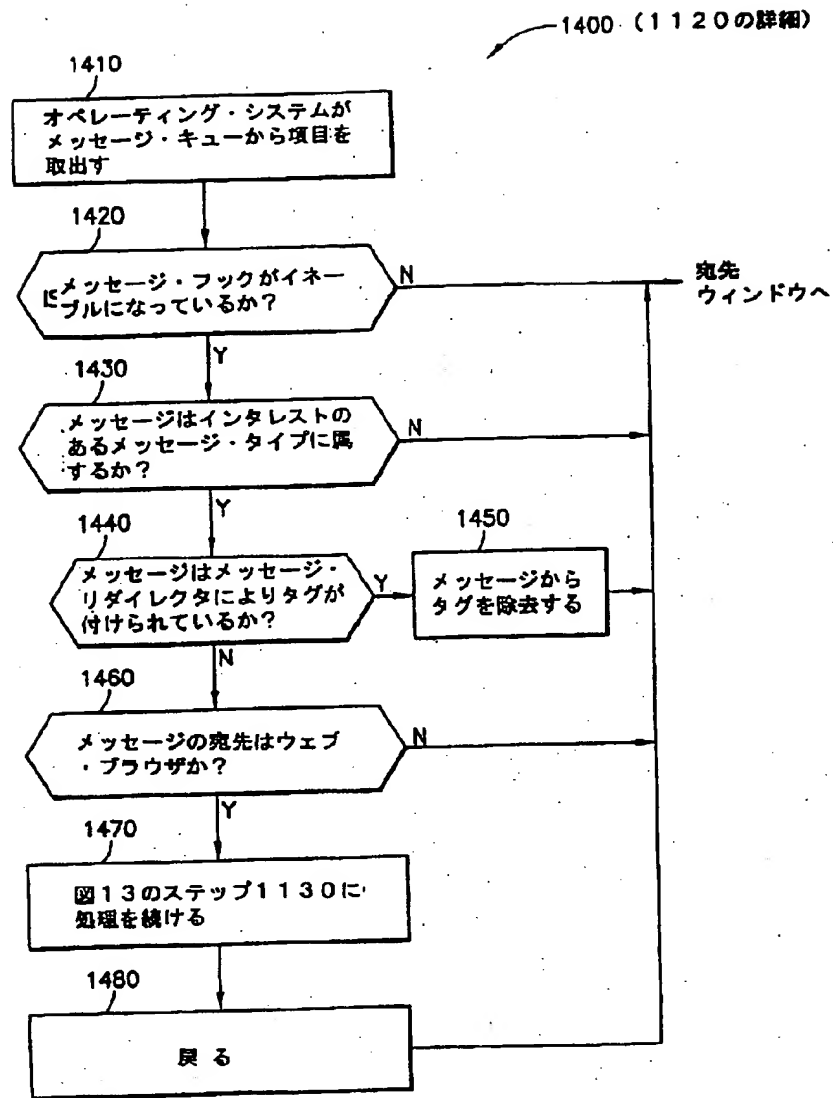 1400（1120の詳細）
1410
オペレーティング・システムが
メッセージ・キューから項目を
取出す
1420
メッセージ・フックがイネー
ブルになっているか？
N
宛先
ウィンドウへ
Y
1430
メッセージはインタレストの
あるメッセージ・タイプに属
するか？
N
Y
1440
メッセージはメッセージ・
リダイレクタによりタグが
付けられているか？
Y
1450
メッセージから
タグを除去する
N
1460
メッセージの宛先はウェブ
・ブラウザか？
N
Y
1470
図13のステップ1130に
処理を続ける
1480
戻る